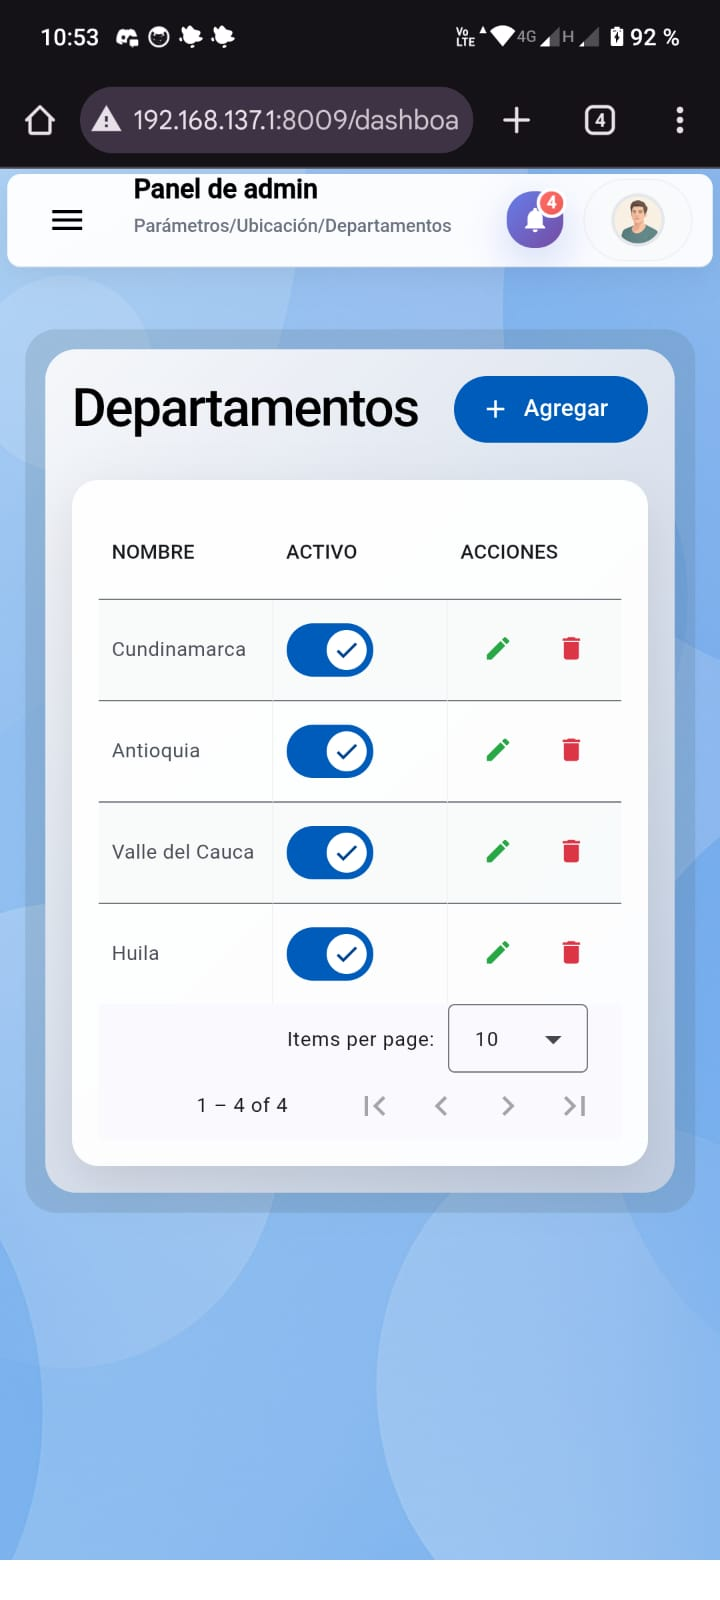 10:53
Vo LTE 4G H 92 %
192.168.137.1:8009/dashboa
4
Panel de admin
Parámetros/Ubicación/Departamentos
4
Departamentos
+ Agregar
NOMBRE ACTIVO ACCIONES
Cundinamarca
Antioquia
Valle del Cauca
Huila
Items per page: 10
1 – 4 of 4